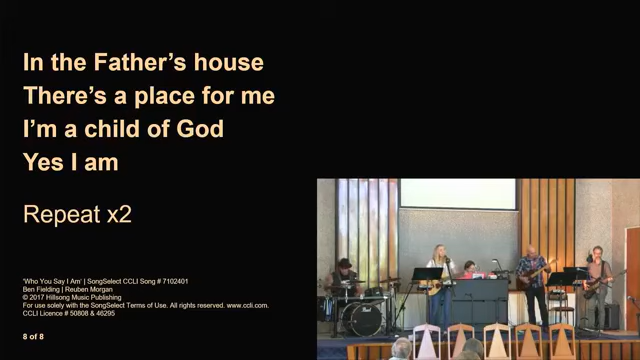 In the Father’s house
There’s a place for me
I’m a child of God
Yes I am
Repeat x2
'Who You Say I Am' | SongSelect CCLI Song # 7102401
Ben Fielding | Reuben Morgan
© 2017 Hillsong Music Publishing
For use solely with the SongSelect Terms of Use. All rights reserved. www.ccli.com.
CCLI Licence # 50808 & 46295
8 of 8